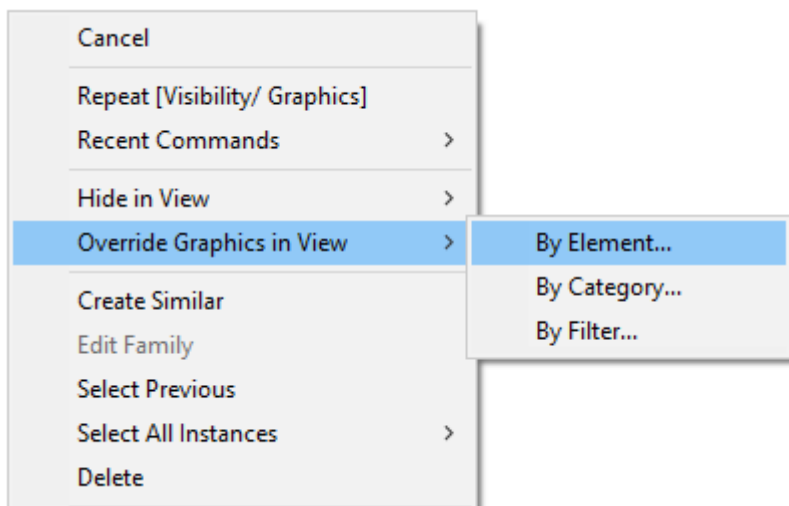 Cancel
Repeat [Visibility/ Graphics]
Recent Commands
Hide in View
Override Graphics in View
By Element...
By Category...
By Filter...
Create Similar
Edit Family
Select Previous
Select All Instances
Delete